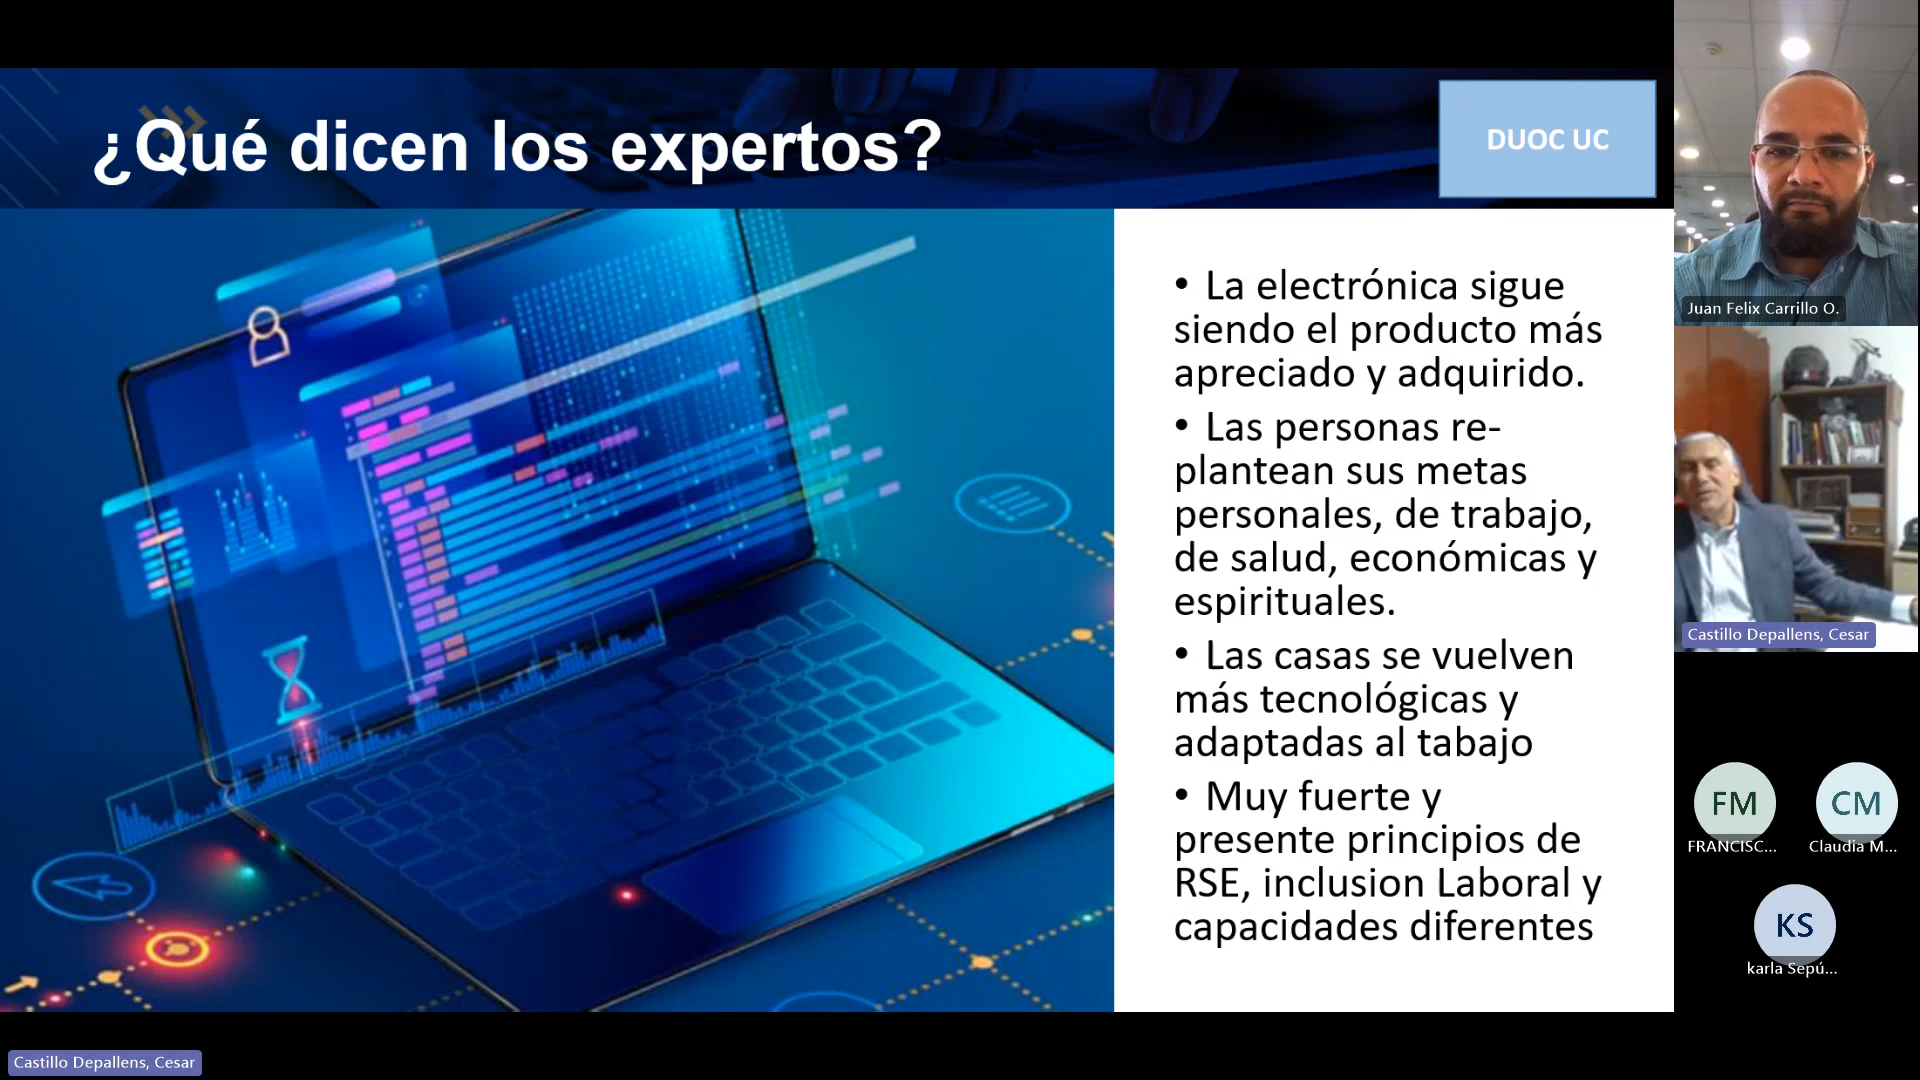 ¿Qué dicen los expertos?
DUOC UC
• La electrónica sigue
siendo el producto más
apreciado y adquirido.
• Las personas re-
plantean sus metas
personales, de trabajo,
de salud, económicas y
espirituales.
• Las casas se vuelven
más tecnológicas y
adaptadas al tabajo
• Muy fuerte y
presente principios de
RSE, inclusion Laboral y
capacidades diferentes
Juan Felix Carrillo O.
Castillo Depallens, Cesar
FM
FRANCISC...
CM
Claudia M...
KS
karla Sepú...
Castillo Depallens, Cesar